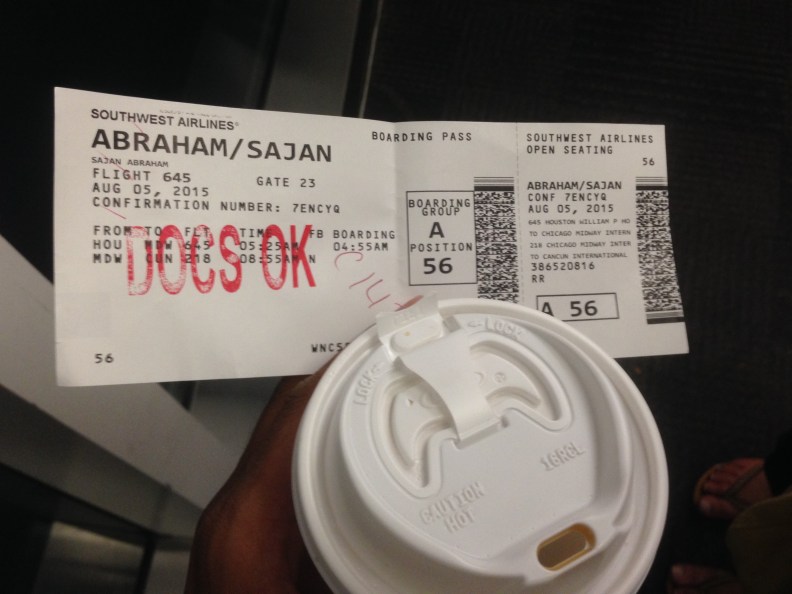 SOUTHWEST AIRLINES®
ABRAHAM/SAJAN
SAJAN ABRAHAM
FLIGHT 645 GATE 23
AUG 05, 2015
CONFIRMATION NUMBER: 7ENCYQ
FROM TO FLT TIME FB BOARDING
HOU MDW 645 05:25AM 04:55AM
MDW CUN 218 08:55AM N
DOCS OK
56
BOARDING PASS
BOARDING
GROUP
A
POSITION
56
SOUTHWEST AIRLINES
OPEN SEATING
56
ABRAHAM/SAJAN
CONF 7ENCYQ
AUG 05, 2015
645 HOUSTON WILLIAM P HO
TO CHICAGO MIDWAY INTERN
218 CHICAGO MIDWAY INTER
TO CANCUN INTERNATIONAL
386520816
RR
A 56
LOCK
LOCK
16RCL
CAUTION
HOT